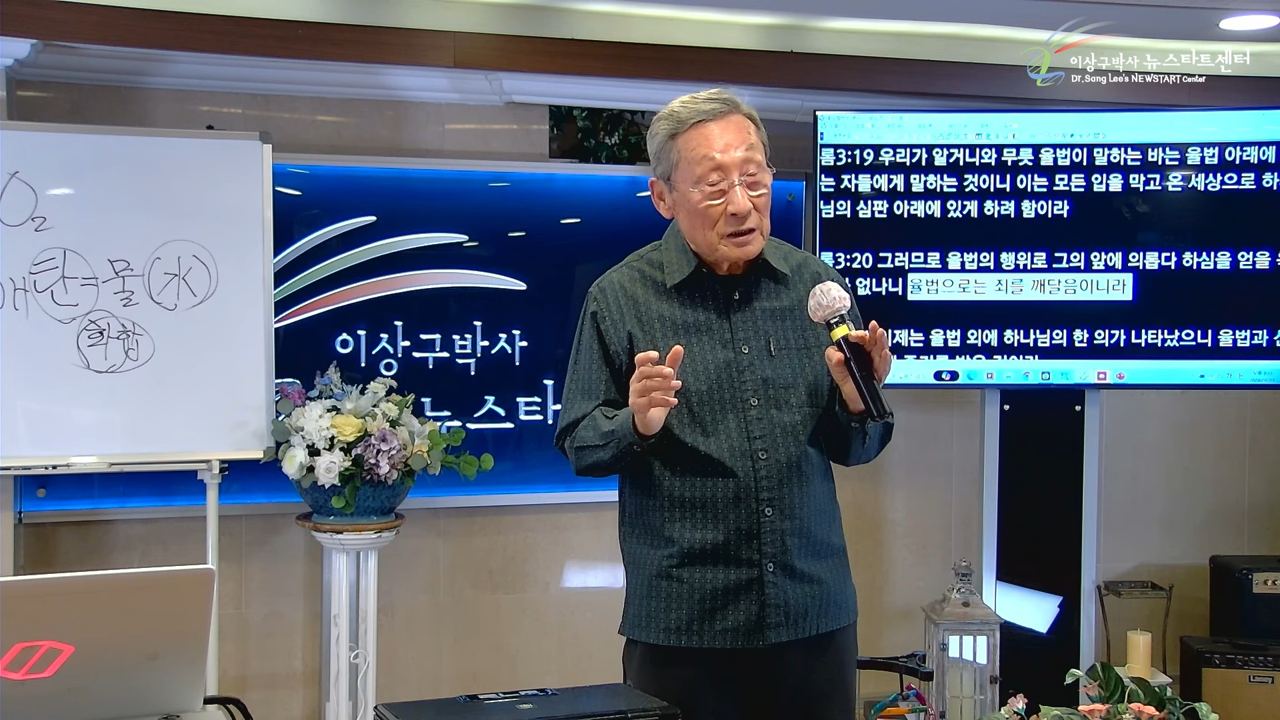 이상구박사 뉴스타트센터
Dr. Sang Lee's NEWSTART Center
O₂
탄=물(水)
화합
이상구박사
뉴스타
롬3:19 우리가 알거니와 무릇 율법이 말하는 바는 율법 아래에
는 자들에게 말하는 것이니 이는 모든 입을 막고 온 세상으로 하
님의 심판 아래에 있게 하려 함이라
롬3:20 그러므로 율법의 행위로 그의 앞에 의롭다 하심을 얻을
없나니 율법으로는 죄를 깨달음이니라
이제는 율법 외에 하나님의 한 의가 나타났으니 율법과
Laney